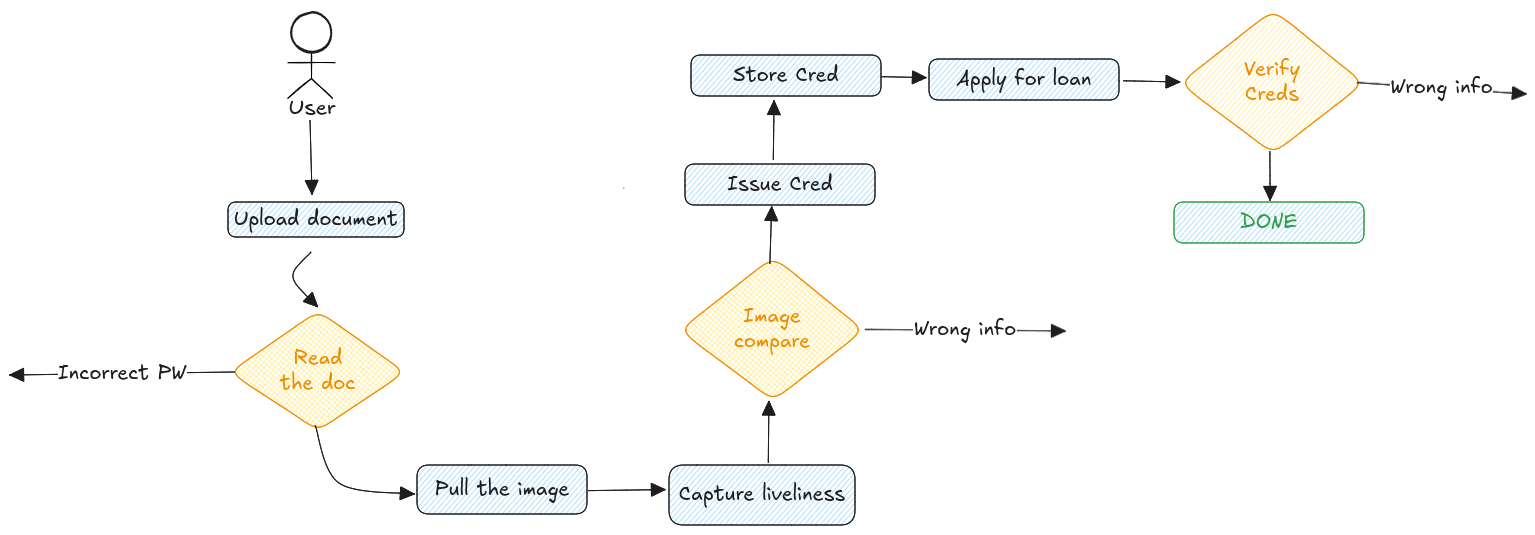 User
Upload document
Read
the doc
Incorrect PW
Pull the image
Capture liveliness
Image
compare
Wrong info
Issue Cred
Store Cred
Apply for loan
Verify
Creds
Wrong info
DONE